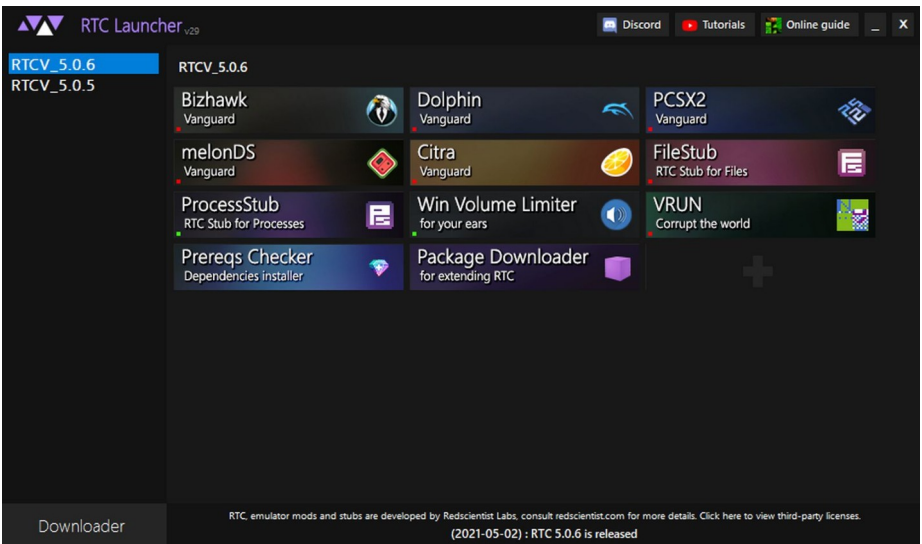 RTC Launcher v29
Discord
Tutorials
Online guide
_
X
RTCV_5.0.6
RTCV_5.0.5
RTCV_5.0.6
Bizhawk
Vanguard
Dolphin
Vanguard
PCSX2
Vanguard
melonDS
Vanguard
Citra
Vanguard
FileStub
RTC Stub for Files
ProcessStub
RTC Stub for Processes
Win Volume Limiter
for your ears
VRUN
Corrupt the world
Prereqs Checker
Dependencies installer
Package Downloader
for extending RTC
Downloader
RTC, emulator mods and stubs are developed by Redscientist Labs, consult redscientist.com for more details. Click here to view third-party licenses.
(2021-05-02) : RTC 5.0.6 is released